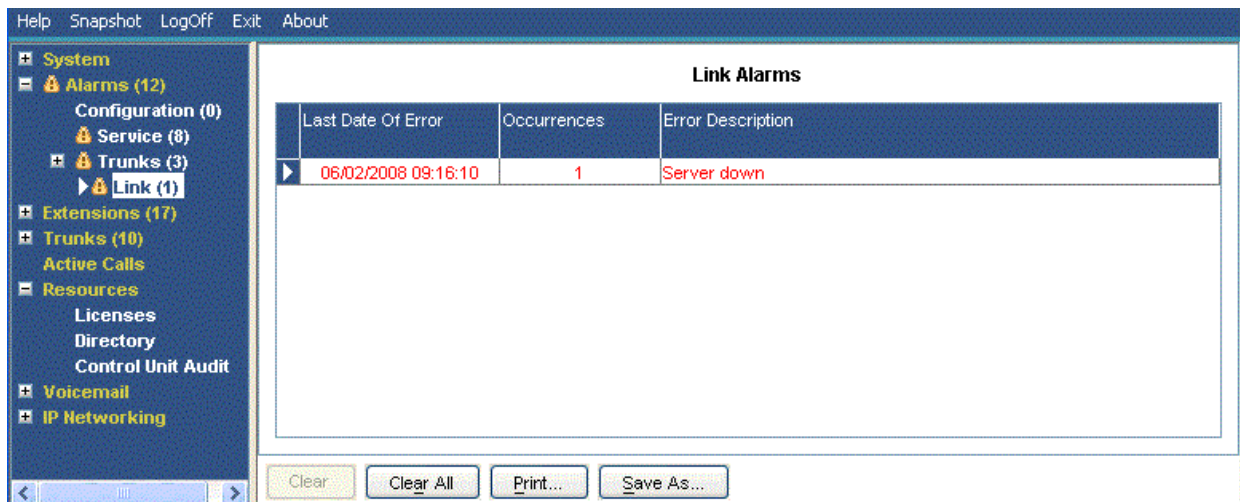 Help Snapshot LogOff Exit About
System
Alarms (12)
Configuration (0)
Service (8)
Trunks (3)
Link (1)
Extensions (17)
Trunks (10)
Active Calls
Resources
Licenses
Directory
Control Unit Audit
Voicemail
IP Networking
Link Alarms
Last Date Of Error Occurrences Error Description
06/02/2008 09:16:10 1 Server down
Clear Clear All Print... Save As...